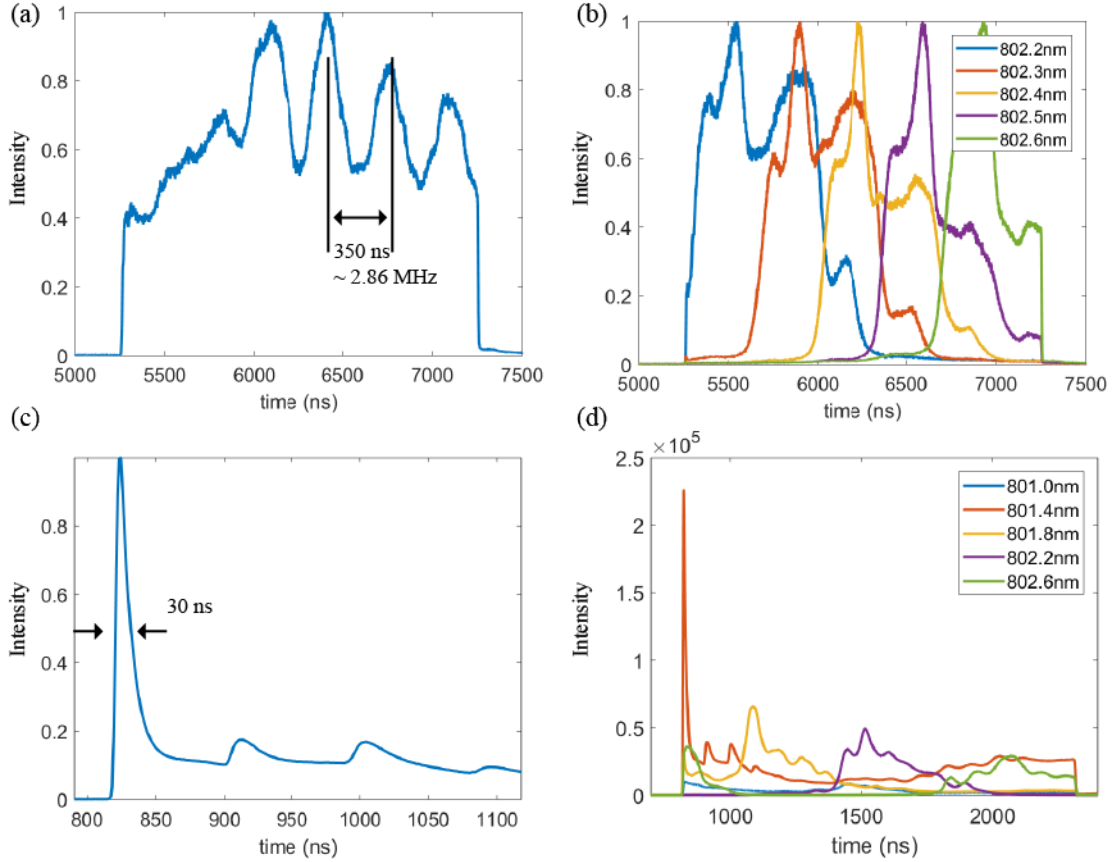 (a)
Intensity
1
0.8
0.6
0.4
0.2
0
350 ns
~ 2.86 MHz
5000 5500 6000 6500 7000 7500
time (ns)
(b)
Intensity
1
0.8
0.6
0.4
0.2
0
802.2nm
802.3nm
802.4nm
802.5nm
802.6nm
5000 5500 6000 6500 7000 7500
time (ns)
(c)
Intensity
0.8
0.6
0.4
0.2
0
30 ns
800 850 900 950 1000 1050 1100
time (ns)
(d)
×10⁵
Intensity
2.5
2
1.5
1
0.5
0
801.0nm
801.4nm
801.8nm
802.2nm
802.6nm
1000 1500 2000
time (ns)